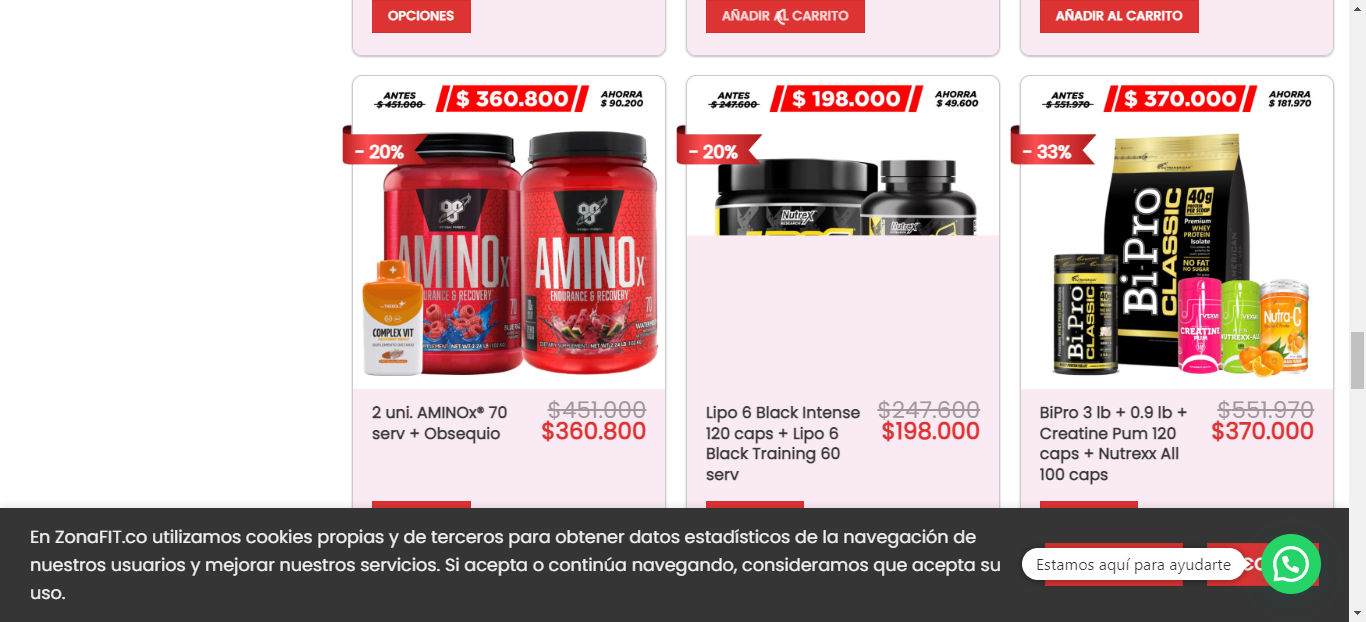 OPCIONES
AÑADIR AL CARRITO
AÑADIR AL CARRITO
ANTES
$ 451.000
$ 360.800
AHORRA
$ 90.200
- 20%
AMINOx
ENDURANCE & RECOVERY
70
AMINOx
ENDURANCE & RECOVERY
70
COMPLEX VIT
2 uni. AMINOx® 70
serv + Obsequio
$451.000
$360.800
ANTES
$ 247.600
$ 198.000
AHORRA
$ 49.600
- 20%
Nutrex
RESEARCH
Nutrex
Lipo 6 Black Intense
120 caps + Lipo 6
Black Training 60
serv
$247.600
$198.000
ANTES
$ 551.970
$ 370.000
AHORRA
$ 181.970
- 33%
Bi-Pro
CLASSIC
40g
PROTEIN
PER SCOOP
Premium
WHEY
PROTEIN
Isolate
NO FAT
NO SUGAR
Bi-Pro
CLASSIC
CREATINE
PUM
NUTREXX-ALL
Nutra-C
BiPro 3 lb + 0.9 lb +
Creatine Pum 120
caps + Nutrexx All
100 caps
$551.970
$370.000
En ZonaFIT.co utilizamos cookies propias y de terceros para obtener datos estadísticos de la navegación de
nuestros usuarios y mejorar nuestros servicios. Si acepta o continúa navegando, consideramos que acepta su
uso.
Estamos aquí para ayudarte